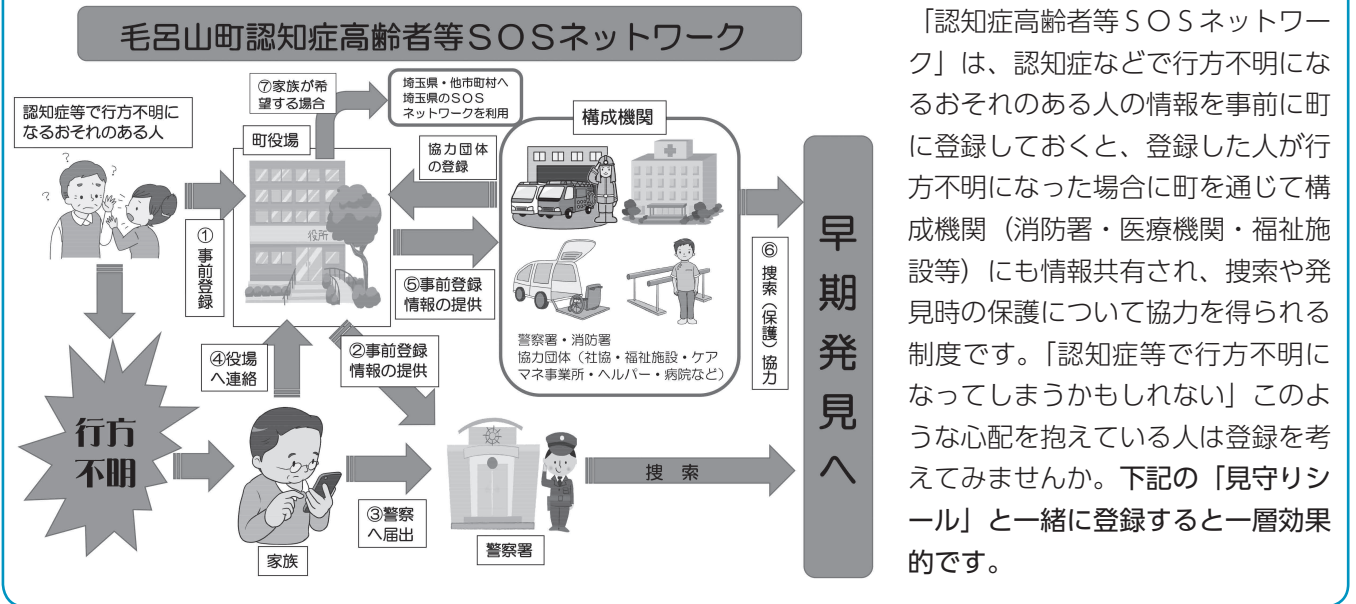 毛呂山町認知症高齢者等SOSネットワーク
認知症等で行方不明に
なるおそれのある人
?
?
?
⑦家族が希
望する場合
埼玉県・他市町村へ
埼玉県のSOS
ネットワークを利用
町役場
役所
協力団体
の登録
構成機関
①事前登録
⑤事前登録
情報の提供
警察署・消防署
協力団体(社協・福祉施設・ケア
マネ事業所・ヘルパー・病院など)
⑥捜索(保護)協力
早期発見へ
④役場
へ連絡
②事前登録
情報の提供
行方
不明
家族
③警察
へ届出
警察署
捜 索
「認知症高齢者等SOSネットワー
ク」は、認知症などで行方不明にな
るおそれのある人の情報を事前に町
に登録しておくと、登録した人が行
方不明になった場合に町を通じて構
成機関(消防署・医療機関・福祉施
設等)にも情報共有され、捜索や発
見時の保護について協力を得られる
制度です。「認知症等で行方不明に
なってしまうかもしれない」このよ
うな心配を抱えている人は登録を考
えてみませんか。下記の「見守りシ
ール」と一緒に登録すると一層効果
的です。